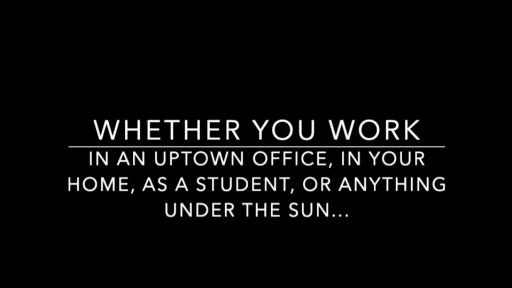 WHETHER YOU WORK
IN AN UPTOWN OFFICE, IN YOUR
HOME, AS A STUDENT, OR ANYTHING
UNDER THE SUN...